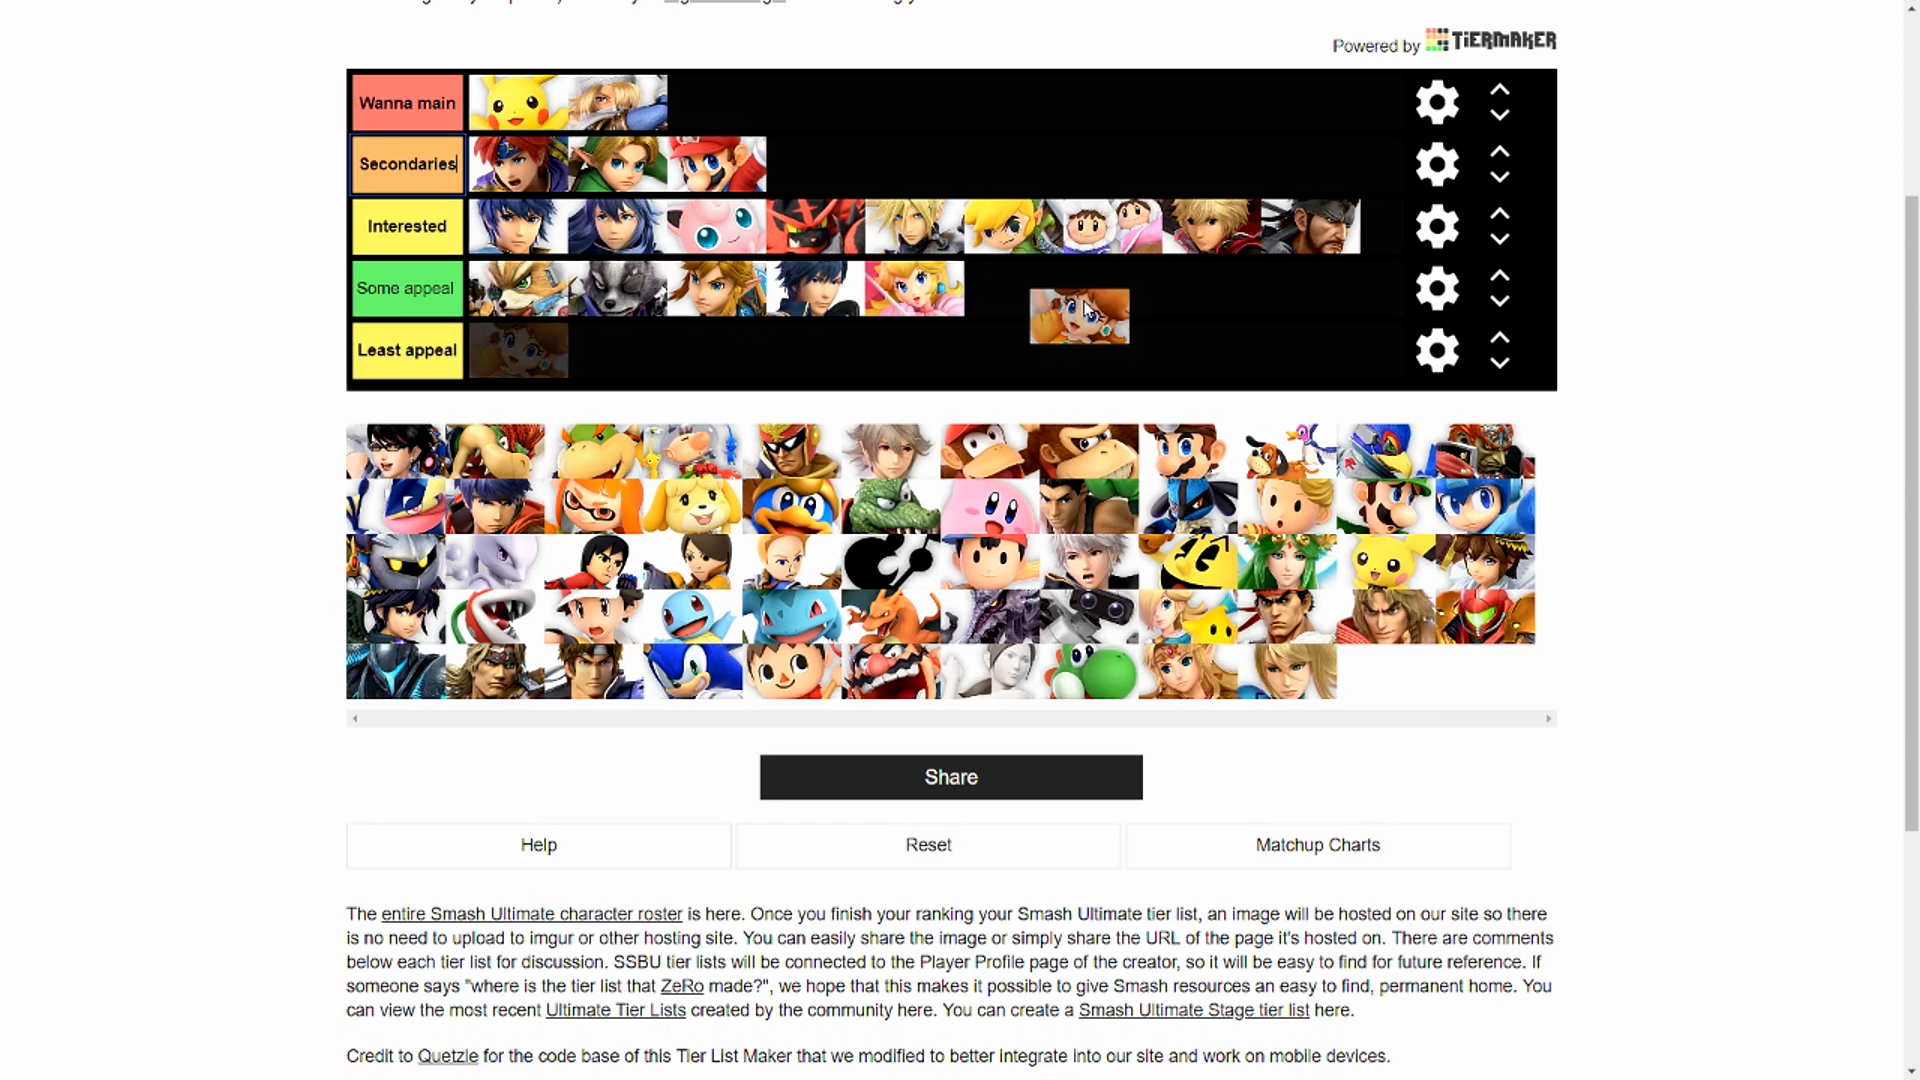 Powered by TiERMAKER
Wanna main
Secondaries
Interested
Some appeal
Least appeal
Share
Help
Reset
Matchup Charts
The entire Smash Ultimate character roster is here. Once you finish your ranking your Smash Ultimate tier list, an image will be hosted on our site so there
is no need to upload to imgur or other hosting site. You can easily share the image or simply share the URL of the page it's hosted on. There are comments
below each tier list for discussion. SSBU tier lists will be connected to the Player Profile page of the creator, so it will be easy to find for future reference. If
someone says "where is the tier list that ZeRo made?", we hope that this makes it possible to give Smash resources an easy to find, permanent home. You
can view the most recent Ultimate Tier Lists created by the community here. You can create a Smash Ultimate Stage tier list here.
Credit to Quetzle for the code base of this Tier List Maker that we modified to better integrate into our site and work on mobile devices.